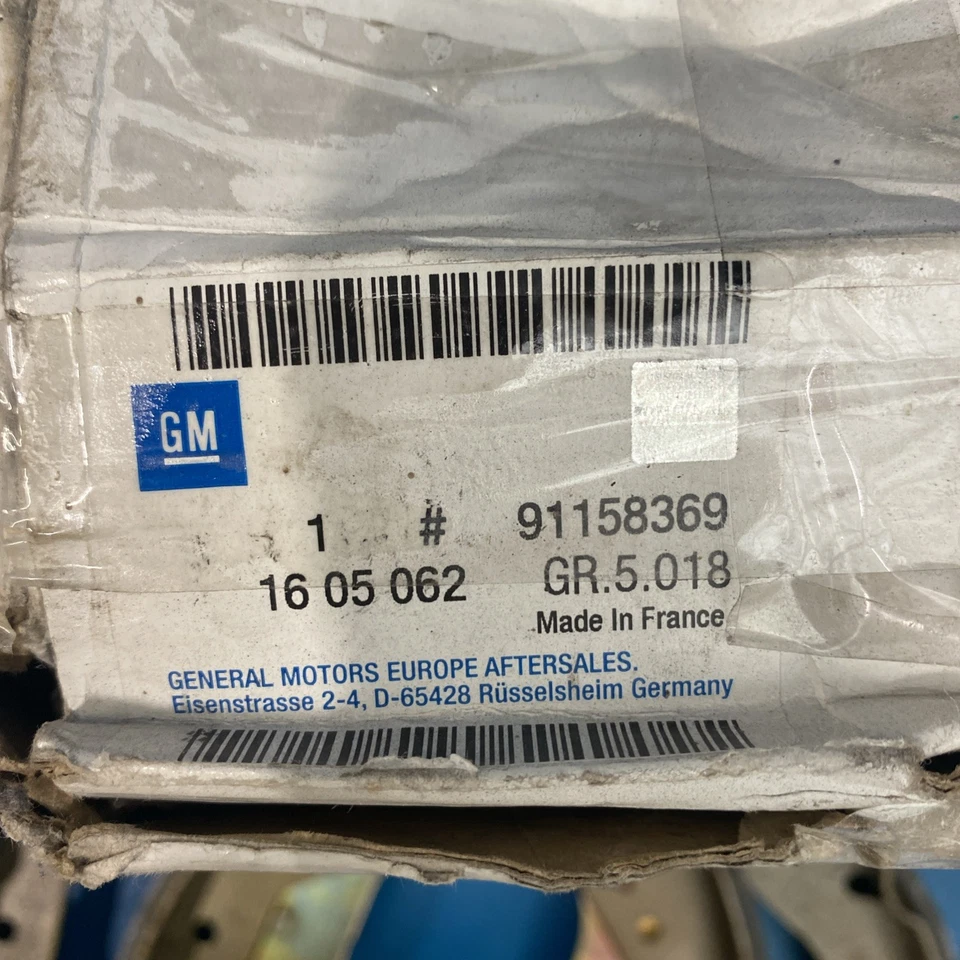 GM
1 # 91158369
16 05 062 GR.5.018
Made In France
GENERAL MOTORS EUROPE AFTERSALES.
Eisenstrasse 2-4, D-65428 Rüsselsheim Germany